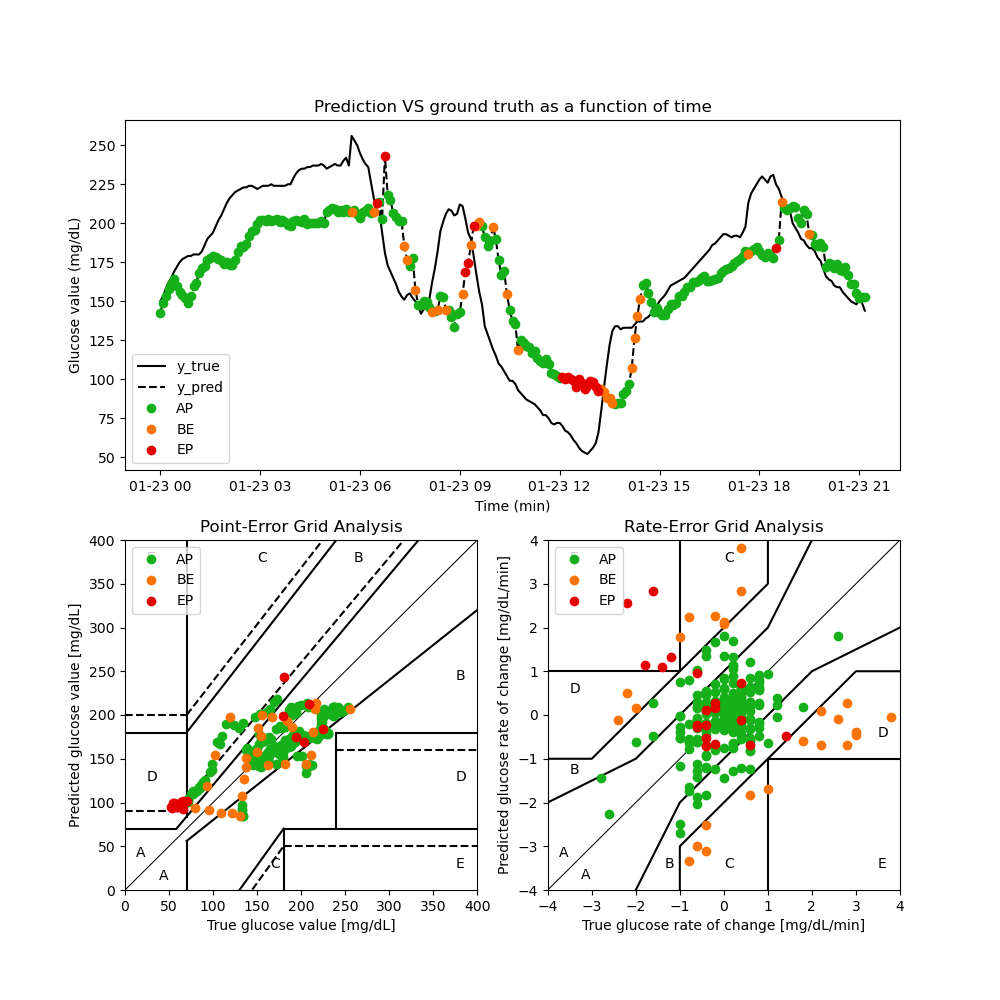 Prediction VS ground truth as a function of time
Glucose value (mg/dL)
250
225
200
175
150
125
100
75
50
y_true
y_pred
AP
BE
EP
01-23 00 01-23 03 01-23 06 01-23 09 01-23 12 01-23 15 01-23 18 01-23 21
Time (min)
Point-Error Grid Analysis
Predicted glucose value [mg/dL]
400
350
300
250
200
150
100
50
0
AP
BE
EP
C B
B
D D
A
A C E
0 50 100 150 200 250 300 350 400
True glucose value [mg/dL]
Rate-Error Grid Analysis
Predicted glucose rate of change [mg/dL/min]
4
3
2
1
0
−1
−2
−3
−4
AP
BE
EP
C
D
D
B
A
A B C E
−4 −3 −2 −1 0 1 2 3 4
True glucose rate of change [mg/dL/min]